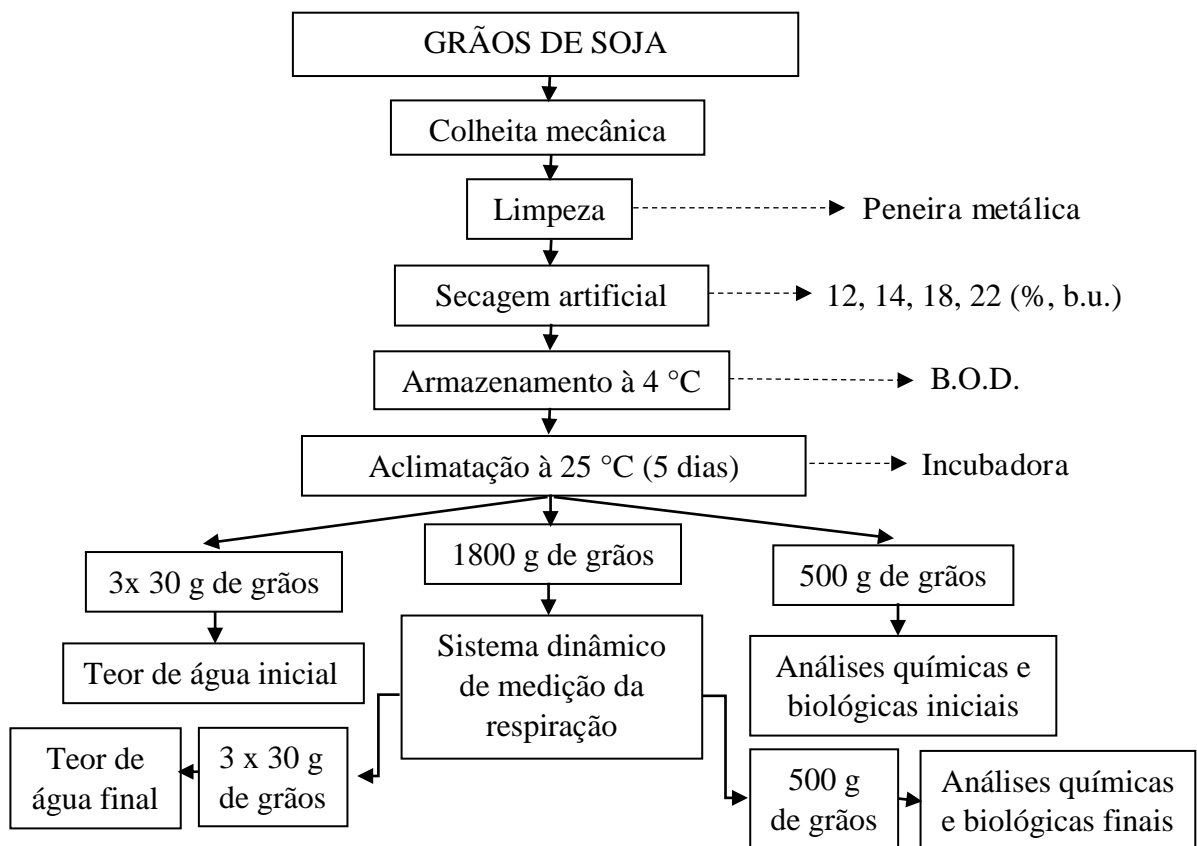 GRÃOS DE SOJA
Colheita mecânica
Limpeza
Peneira metálica
Secagem artificial
12, 14, 18, 22 (%, b.u.)
Armazenamento à 4 °C
B.O.D.
Aclimatação à 25 °C (5 dias)
Incubadora
3x 30 g de grãos
1800 g de grãos
500 g de grãos
Teor de água inicial
Sistema dinâmico
de medição da
respiração
Análises químicas e
biológicas iniciais
Teor de
água final
3 x 30 g
de grãos
500 g
de grãos
Análises químicas
e biológicas finais